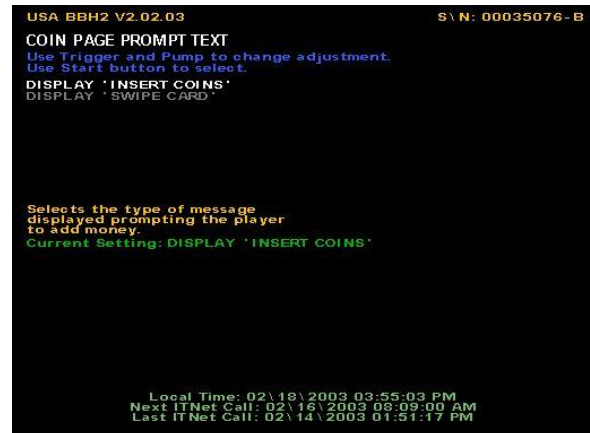 USA BBH2 V2.02.03 S\N: 00035076-B
COIN PAGE PROMPT TEXT
Use Trigger and Pump to change adjustment.
Use Start button to select.
DISPLAY 'INSERT COINS'
DISPLAY 'SWIPE CARD'
Selects the type of message
displayed prompting the player
to add money.
Current Setting: DISPLAY 'INSERT COINS'
Local Time: 02\18\2003 03:55:03 PM
Next ITNet Call: 02\16\2003 08:09:00 AM
Last ITNet Call: 02\14\2003 01:51:17 PM